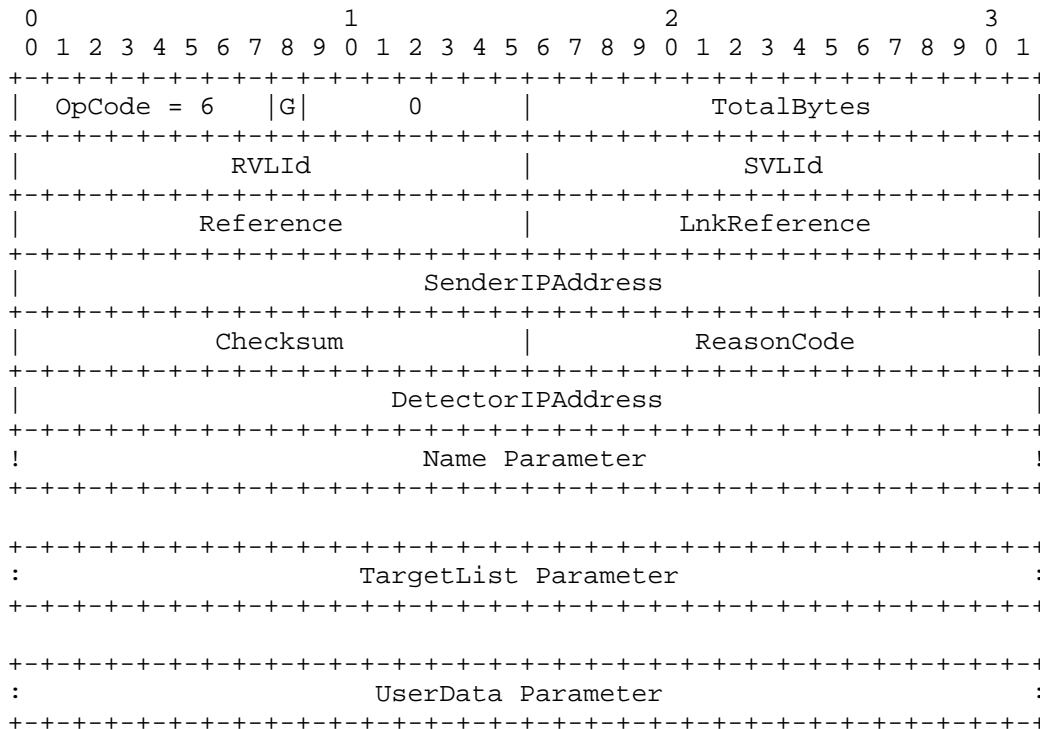 0                   1                   2                   3
 0 1 2 3 4 5 6 7 8 9 0 1 2 3 4 5 6 7 8 9 0 1 2 3 4 5 6 7 8 9 0 1
+-+-+-+-+-+-+-+-+-+-+-+-+-+-+-+-+-+-+-+-+-+-+-+-+-+-+-+-+-+-+-+-+
|  OpCode = 6   |G|      0      |           TotalBytes          |
+-+-+-+-+-+-+-+-+-+-+-+-+-+-+-+-+-+-+-+-+-+-+-+-+-+-+-+-+-+-+-+-+
|             RVLId             |             SVLId             |
+-+-+-+-+-+-+-+-+-+-+-+-+-+-+-+-+-+-+-+-+-+-+-+-+-+-+-+-+-+-+-+-+
|           Reference           |         LnkReference          |
+-+-+-+-+-+-+-+-+-+-+-+-+-+-+-+-+-+-+-+-+-+-+-+-+-+-+-+-+-+-+-+-+
|                         SenderIPAddress                       |
+-+-+-+-+-+-+-+-+-+-+-+-+-+-+-+-+-+-+-+-+-+-+-+-+-+-+-+-+-+-+-+-+
|            Checksum           |          ReasonCode           |
+-+-+-+-+-+-+-+-+-+-+-+-+-+-+-+-+-+-+-+-+-+-+-+-+-+-+-+-+-+-+-+-+
|                       DetectorIPAddress                       |
+-+-+-+-+-+-+-+-+-+-+-+-+-+-+-+-+-+-+-+-+-+-+-+-+-+-+-+-+-+-+-+-+
!                         Name Parameter                        !
+-+-+-+-+-+-+-+-+-+-+-+-+-+-+-+-+-+-+-+-+-+-+-+-+-+-+-+-+-+-+-+-+

+-+-+-+-+-+-+-+-+-+-+-+-+-+-+-+-+-+-+-+-+-+-+-+-+-+-+-+-+-+-+-+-+
:                     TargetList Parameter                      :
+-+-+-+-+-+-+-+-+-+-+-+-+-+-+-+-+-+-+-+-+-+-+-+-+-+-+-+-+-+-+-+-+

+-+-+-+-+-+-+-+-+-+-+-+-+-+-+-+-+-+-+-+-+-+-+-+-+-+-+-+-+-+-+-+-+
:                      UserData Parameter                       :
+-+-+-+-+-+-+-+-+-+-+-+-+-+-+-+-+-+-+-+-+-+-+-+-+-+-+-+-+-+-+-+-+